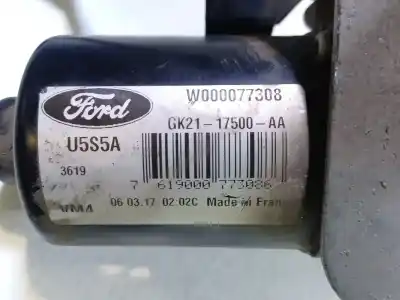 Ford
W000077308
GK21-17500-AA
U5S5A
3619
7 619000 773086
06.03.17 02:02C Made in Fran